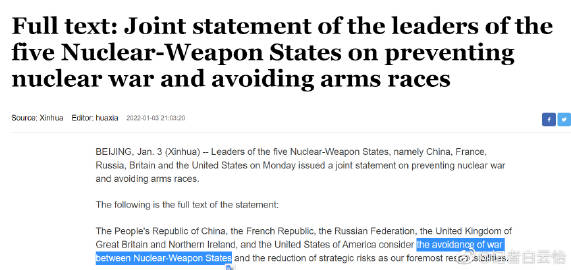 Full text: Joint statement of the leaders of the
five Nuclear-Weapon States on preventing
nuclear war and avoiding arms races
Source: Xinhua Editor: huaxia 2022-01-03 21:03:20
BEIJING, Jan. 3 (Xinhua) -- Leaders of the five Nuclear-Weapon States, namely China, France,
Russia, Britain and the United States on Monday issued a joint statement on preventing nuclear war
and avoiding arms races.
The following is the full text of the statement:
The People's Republic of China, the French Republic, the Russian Federation, the United Kingdom of
Great Britain and Northern Ireland, and the United States of America consider the avoidance of war
between Nuclear-Weapon States and the reduction of strategic risks as our foremost responsibilities.
白云怡